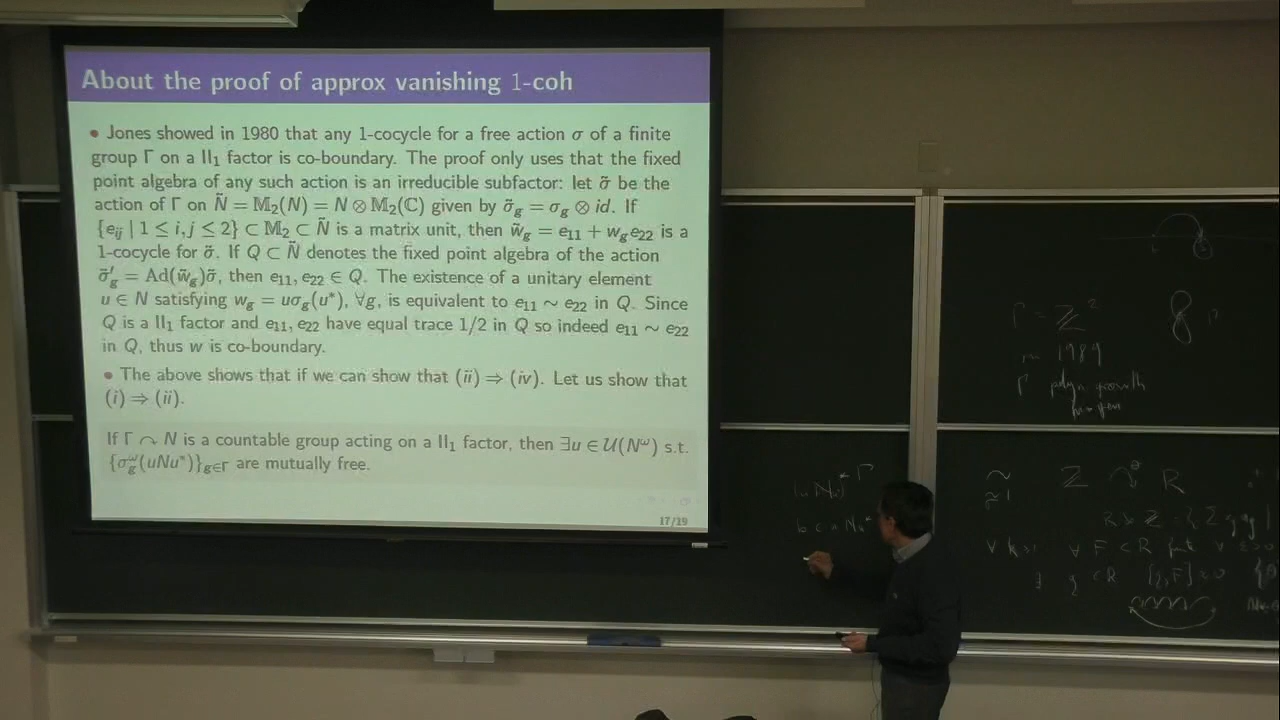 About the proof of approx vanishing 1-coh
• Jones showed in 1980 that any 1-cocycle for a free action σ of a finite
group Γ on a II₁ factor is co-boundary. The proof only uses that the fixed
point algebra of any such action is an irreducible subfactor: let σ̃ be the
action of Γ on Ñ = 𝕄₂(N) = N ⊗ 𝕄₂(ℂ) given by σ̃_g = σ_g ⊗ id. If
{e_ij | 1 ≤ i, j ≤ 2} ⊂ 𝕄₂ ⊂ Ñ is a matrix unit, then w̃_g = e₁₁ + w_g e₂₂ is a
1-cocycle for σ̃. If Q ⊂ Ñ denotes the fixed point algebra of the action
σ̃′_g = Ad(w̃_g)σ̃, then e₁₁, e₂₂ ∈ Q. The existence of a unitary element
u ∈ N satisfying w_g = uσ_g(u*), ∀g, is equivalent to e₁₁ ∼ e₂₂ in Q. Since
Q is a II₁ factor and e₁₁, e₂₂ have equal trace 1/2 in Q so indeed e₁₁ ∼ e₂₂
in Q, thus w is co-boundary.
• The above shows that if we can show that (ii) ⇒ (iv). Let us show that
(i) ⇒ (ii).
If Γ ↷ N is a countable group acting on a II₁ factor, then ∃u ∈ 𝒰(N^ω) s.t.
{σ_g^ω(uNu*)}_{g∈Γ} are mutually free.
17/19
Γ = ℤ²
1989
Γ polyn growth
ℤ ↷ R